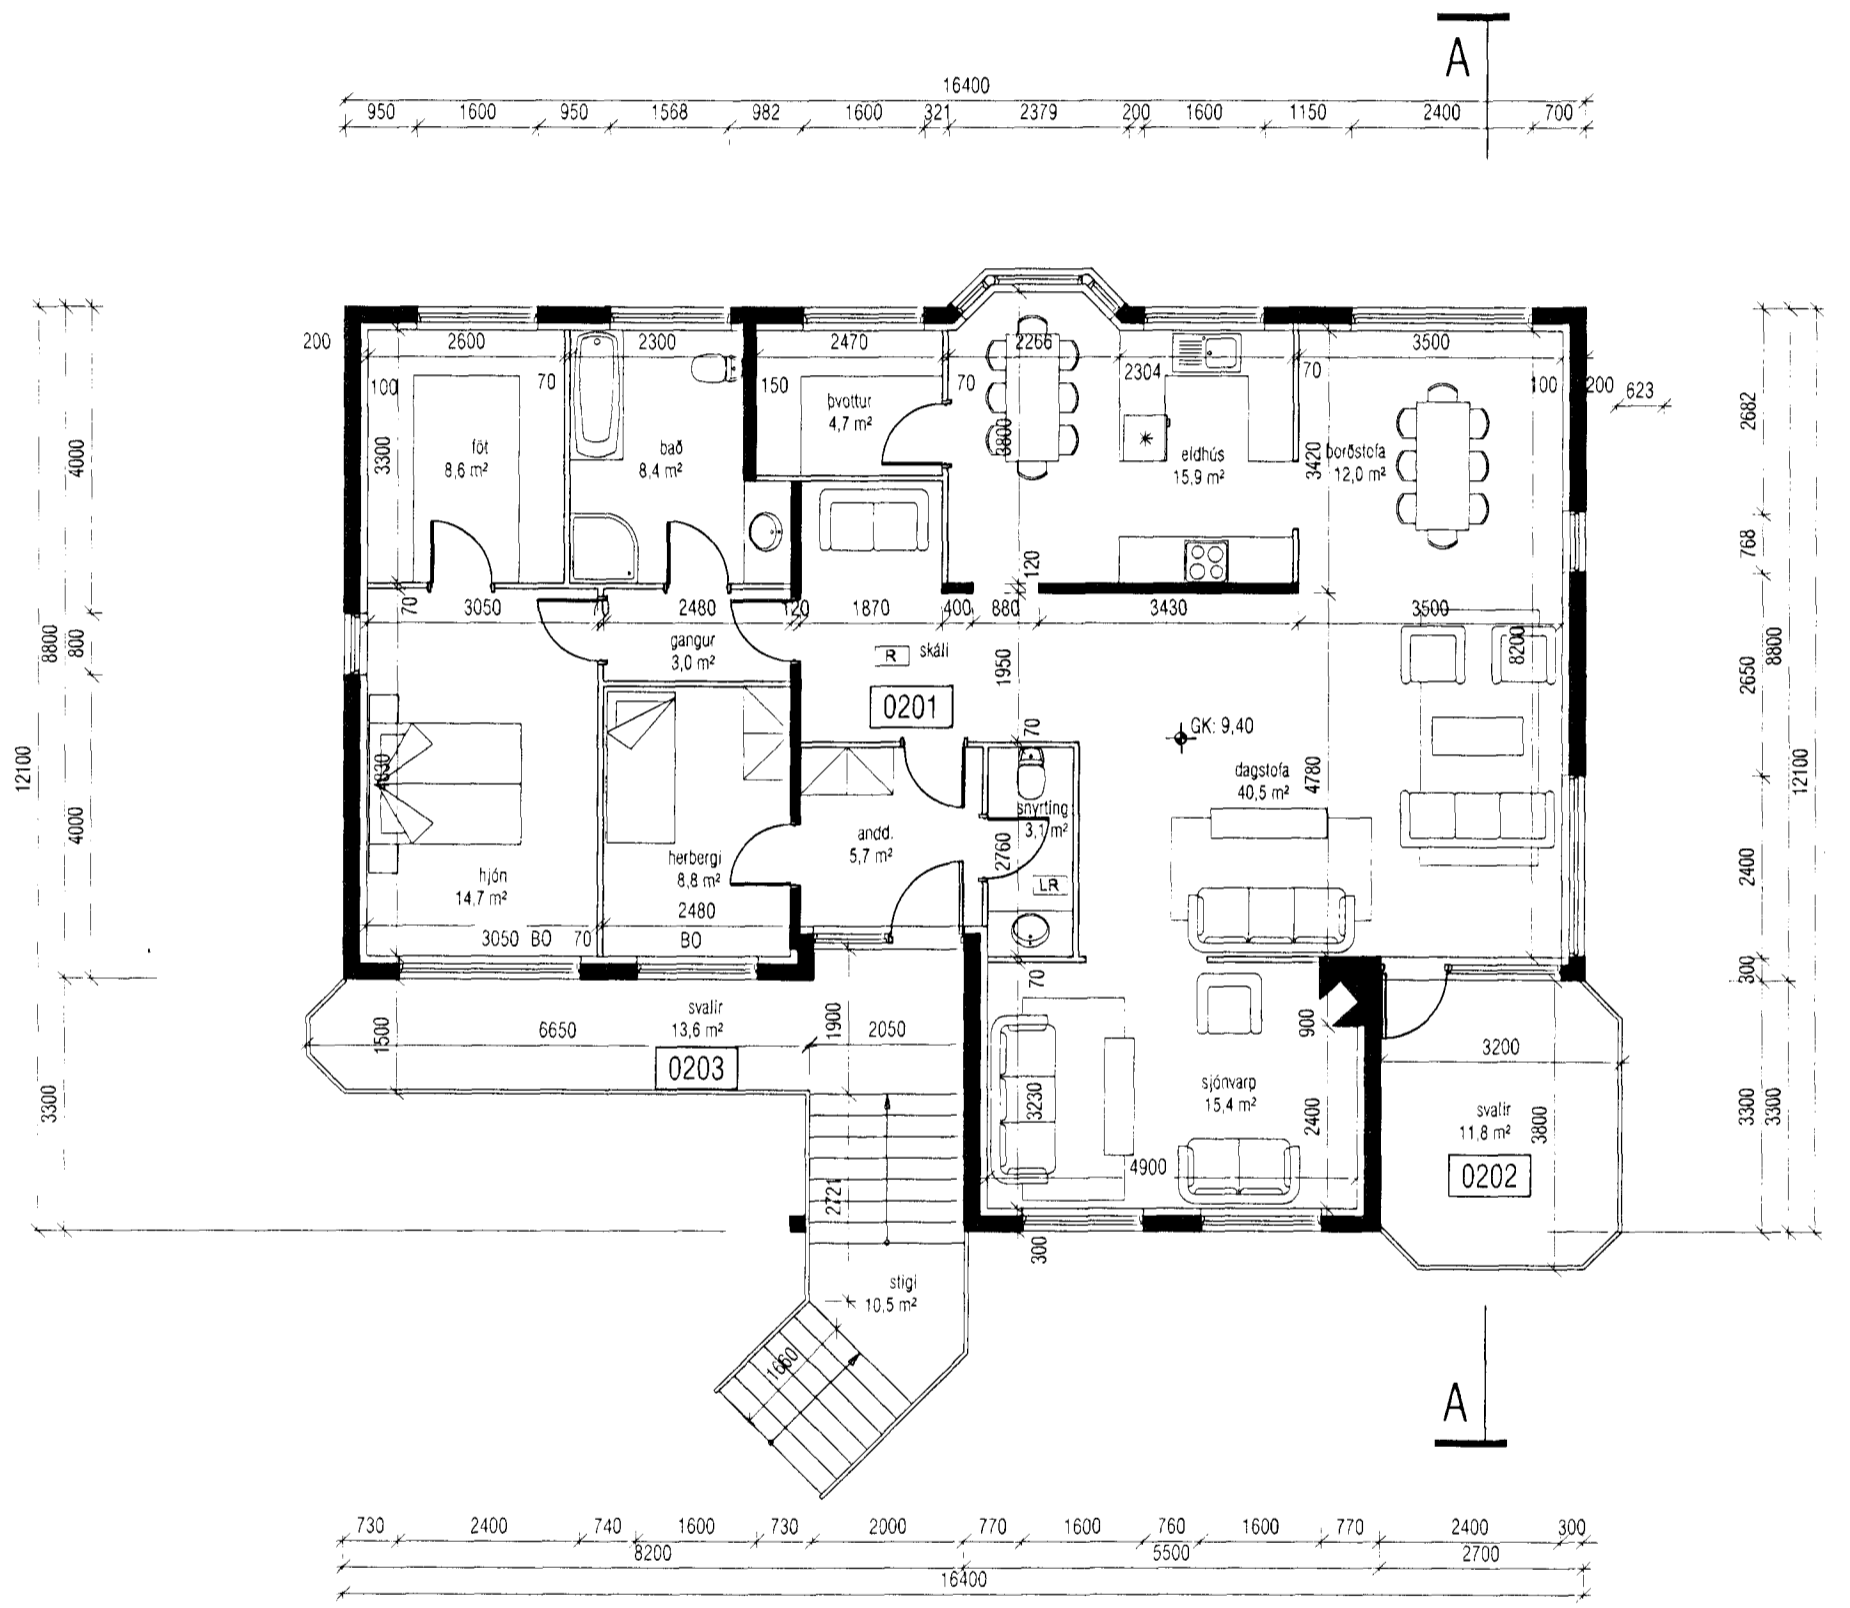 A
16400
950 1600 950 1568 982 1600 321 2379 200 1600 1150 2400 700
200 2600 2300 2470 2266 3500
100 70 150 70 2304 70 100 200 623
3300 3800 3420 2682
föt
8,6 m²
bað
8,4 m²
þvottur
4,7 m²
eldhús
15,9 m²
borðstofa
12,0 m²
4000
768
120
70 3050 70 2480 120 1870 400 880 3430 3500
gangur
3,0 m²
R skáli
0201
1950
8200
8800 800
2650 8800
70
GK: 9,40
12100
4830
4780
12100
dagstofa
40,5 m²
snyrting
3,1 m²
andd.
5,7 m²
2760
4000
2400
herbergi
8,8 m²
hjón
14,7 m²
LR
2480
3050 BO 70 BO
70
300
svalir
13,6 m²
1500 6650 1900 2050
0203
900
3200
3300
3230
sjónvarp
15,4 m²
2400
svalir
11,8 m²
3800
3300 3300
4900
0202
2721
300
stigi
10,5 m²
1660
A
730 2400 740 1600 730 2000 770 1600 760 1600 770 2400 300
8200 5500 2700
16400